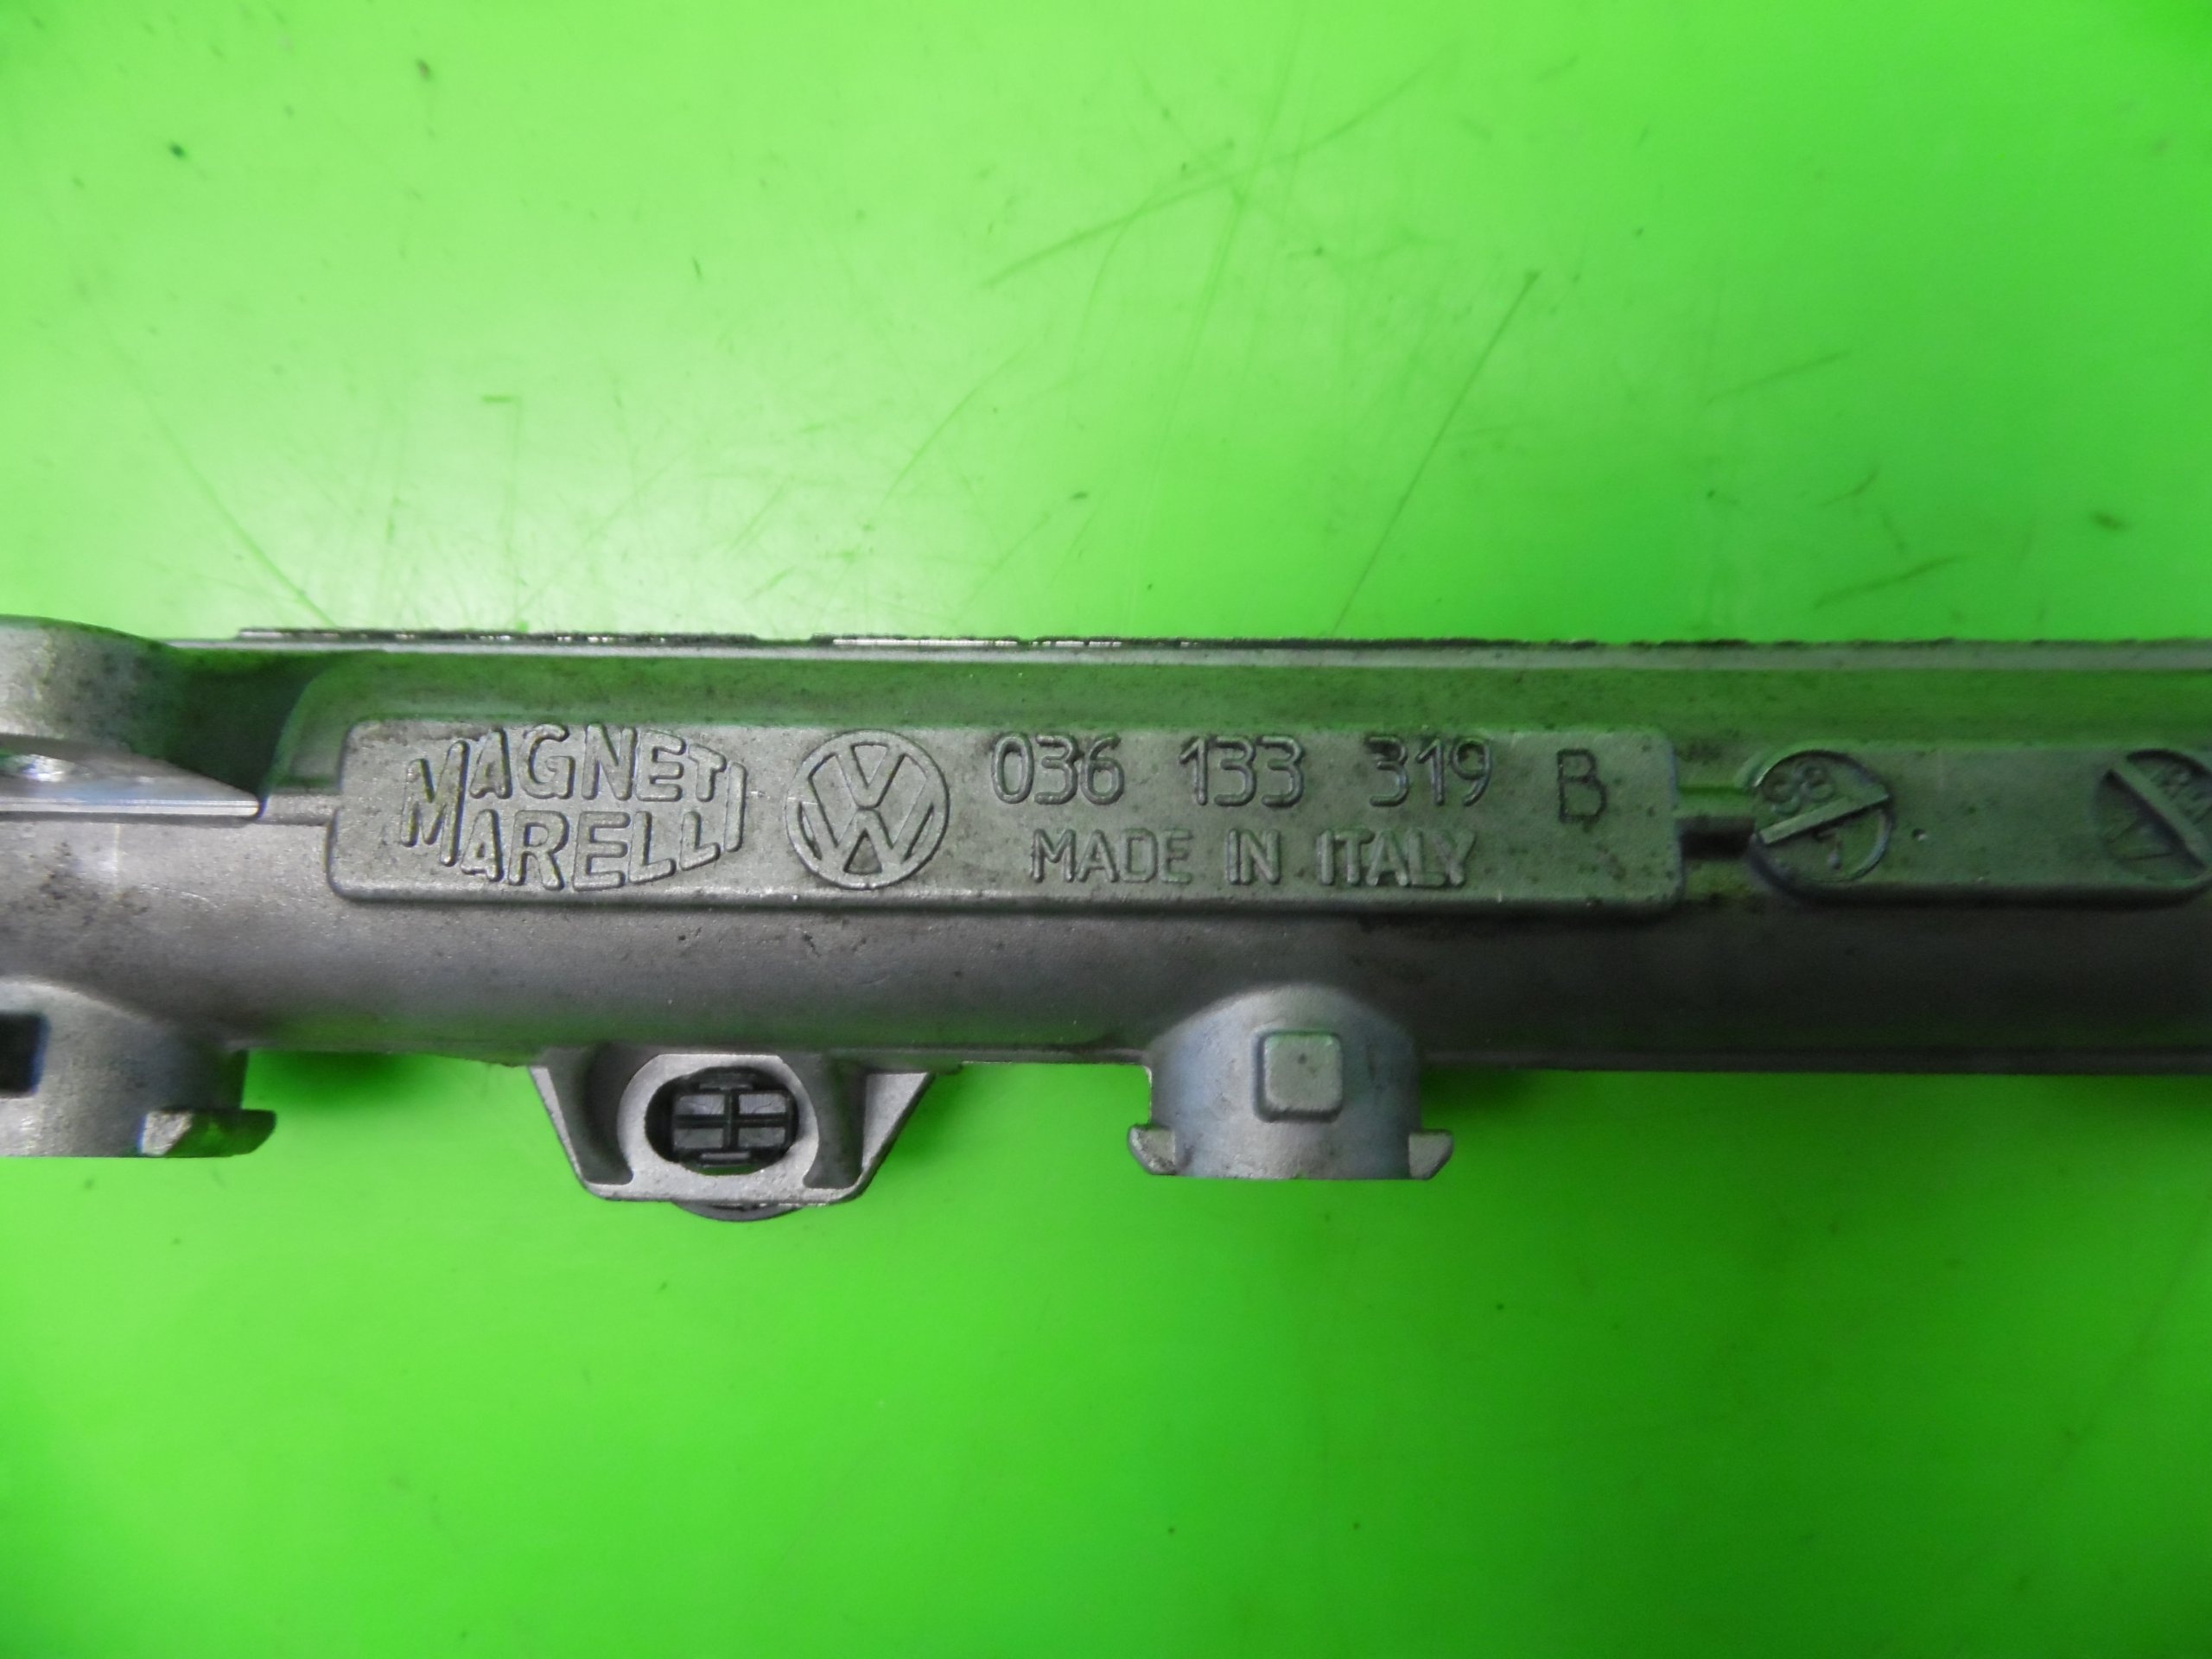 MAGNETI
MARELLI
036 133 319 B
MADE IN ITALY